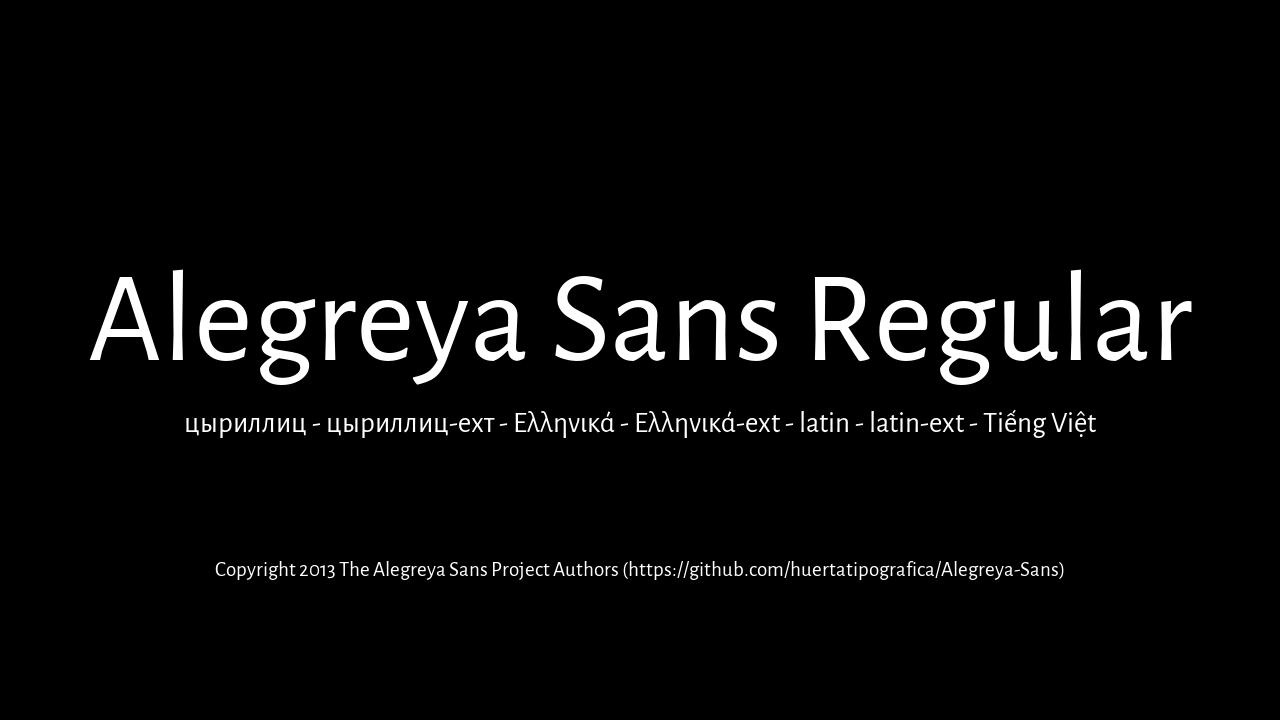 Alegreya Sans Regular
цыриллиц - цыриллиц-ехт - Ελληνικά - Ελληνικά-ext - latin - latin-ext - Tiếng Việt
Copyright 2013 The Alegreya Sans Project Authors (https://github.com/huertatipografica/Alegreya-Sans)